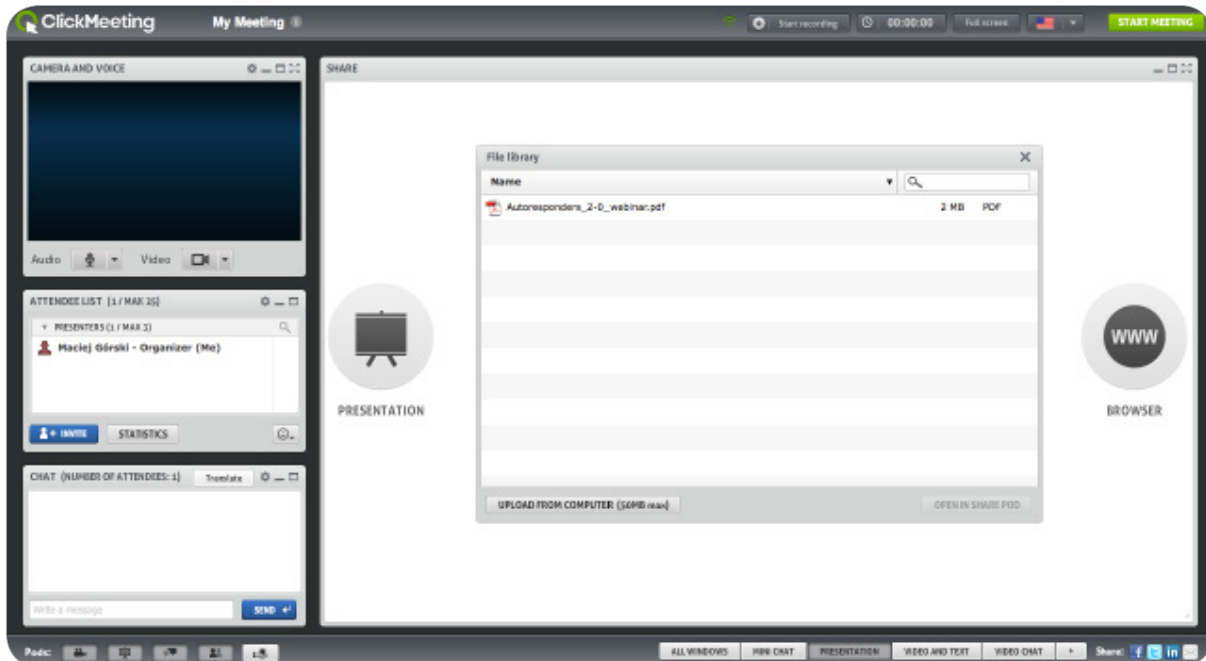 ClickMeeting My Meeting Start recording 00:00:00 Full screen START MEETING
CAMERA AND VOICE
Audio Video
ATTENDEE LIST (1 / MAX 25)
PRESENTERS (1 / MAX 3)
Maciej Górski - Organizer (Me)
INVITE STATISTICS
CHAT (NUMBER OF ATTENDEES: 1) Translate
Write a message SEND
SHARE
PRESENTATION
File library
Name
Autoresponders_2-0_webinar.pdf 2 MB PDF
UPLOAD FROM COMPUTER (50MB max) OPEN IN SHARE POD
WWW
BROWSER
Pods: ALL WINDOWS MINI CHAT PRESENTATION VIDEO AND TEXT VIDEO CHAT + Share: f in